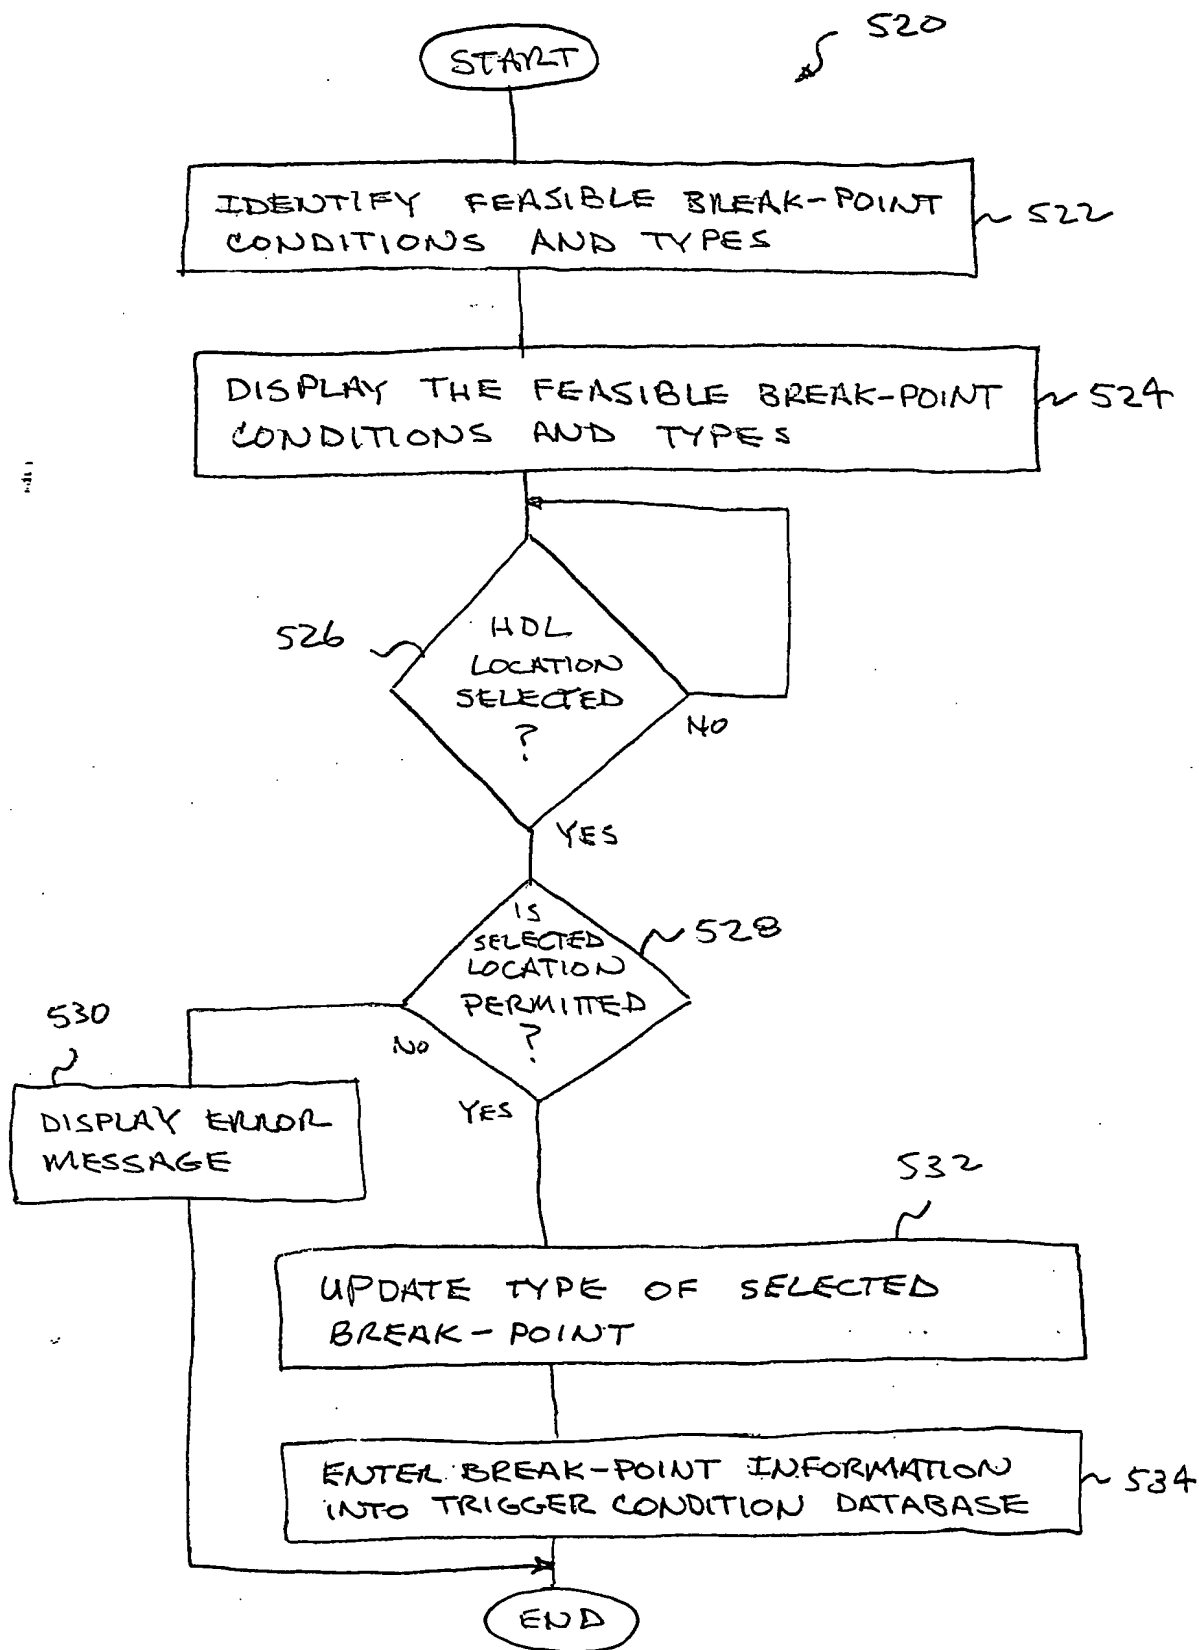 520
START
IDENTIFY FEASIBLE BREAK-POINT
CONDITIONS AND TYPES
522
DISPLAY THE FEASIBLE BREAK-POINT
CONDITIONS AND TYPES
524
526
HDL
LOCATION
SELECTED
?
NO
YES
IS
SELECTED
LOCATION
PERMITTED
?
528
NO
YES
530
DISPLAY ERROR
MESSAGE
532
UPDATE TYPE OF SELECTED
BREAK-POINT
ENTER BREAK-POINT INFORMATION
INTO TRIGGER CONDITION DATABASE
534
END